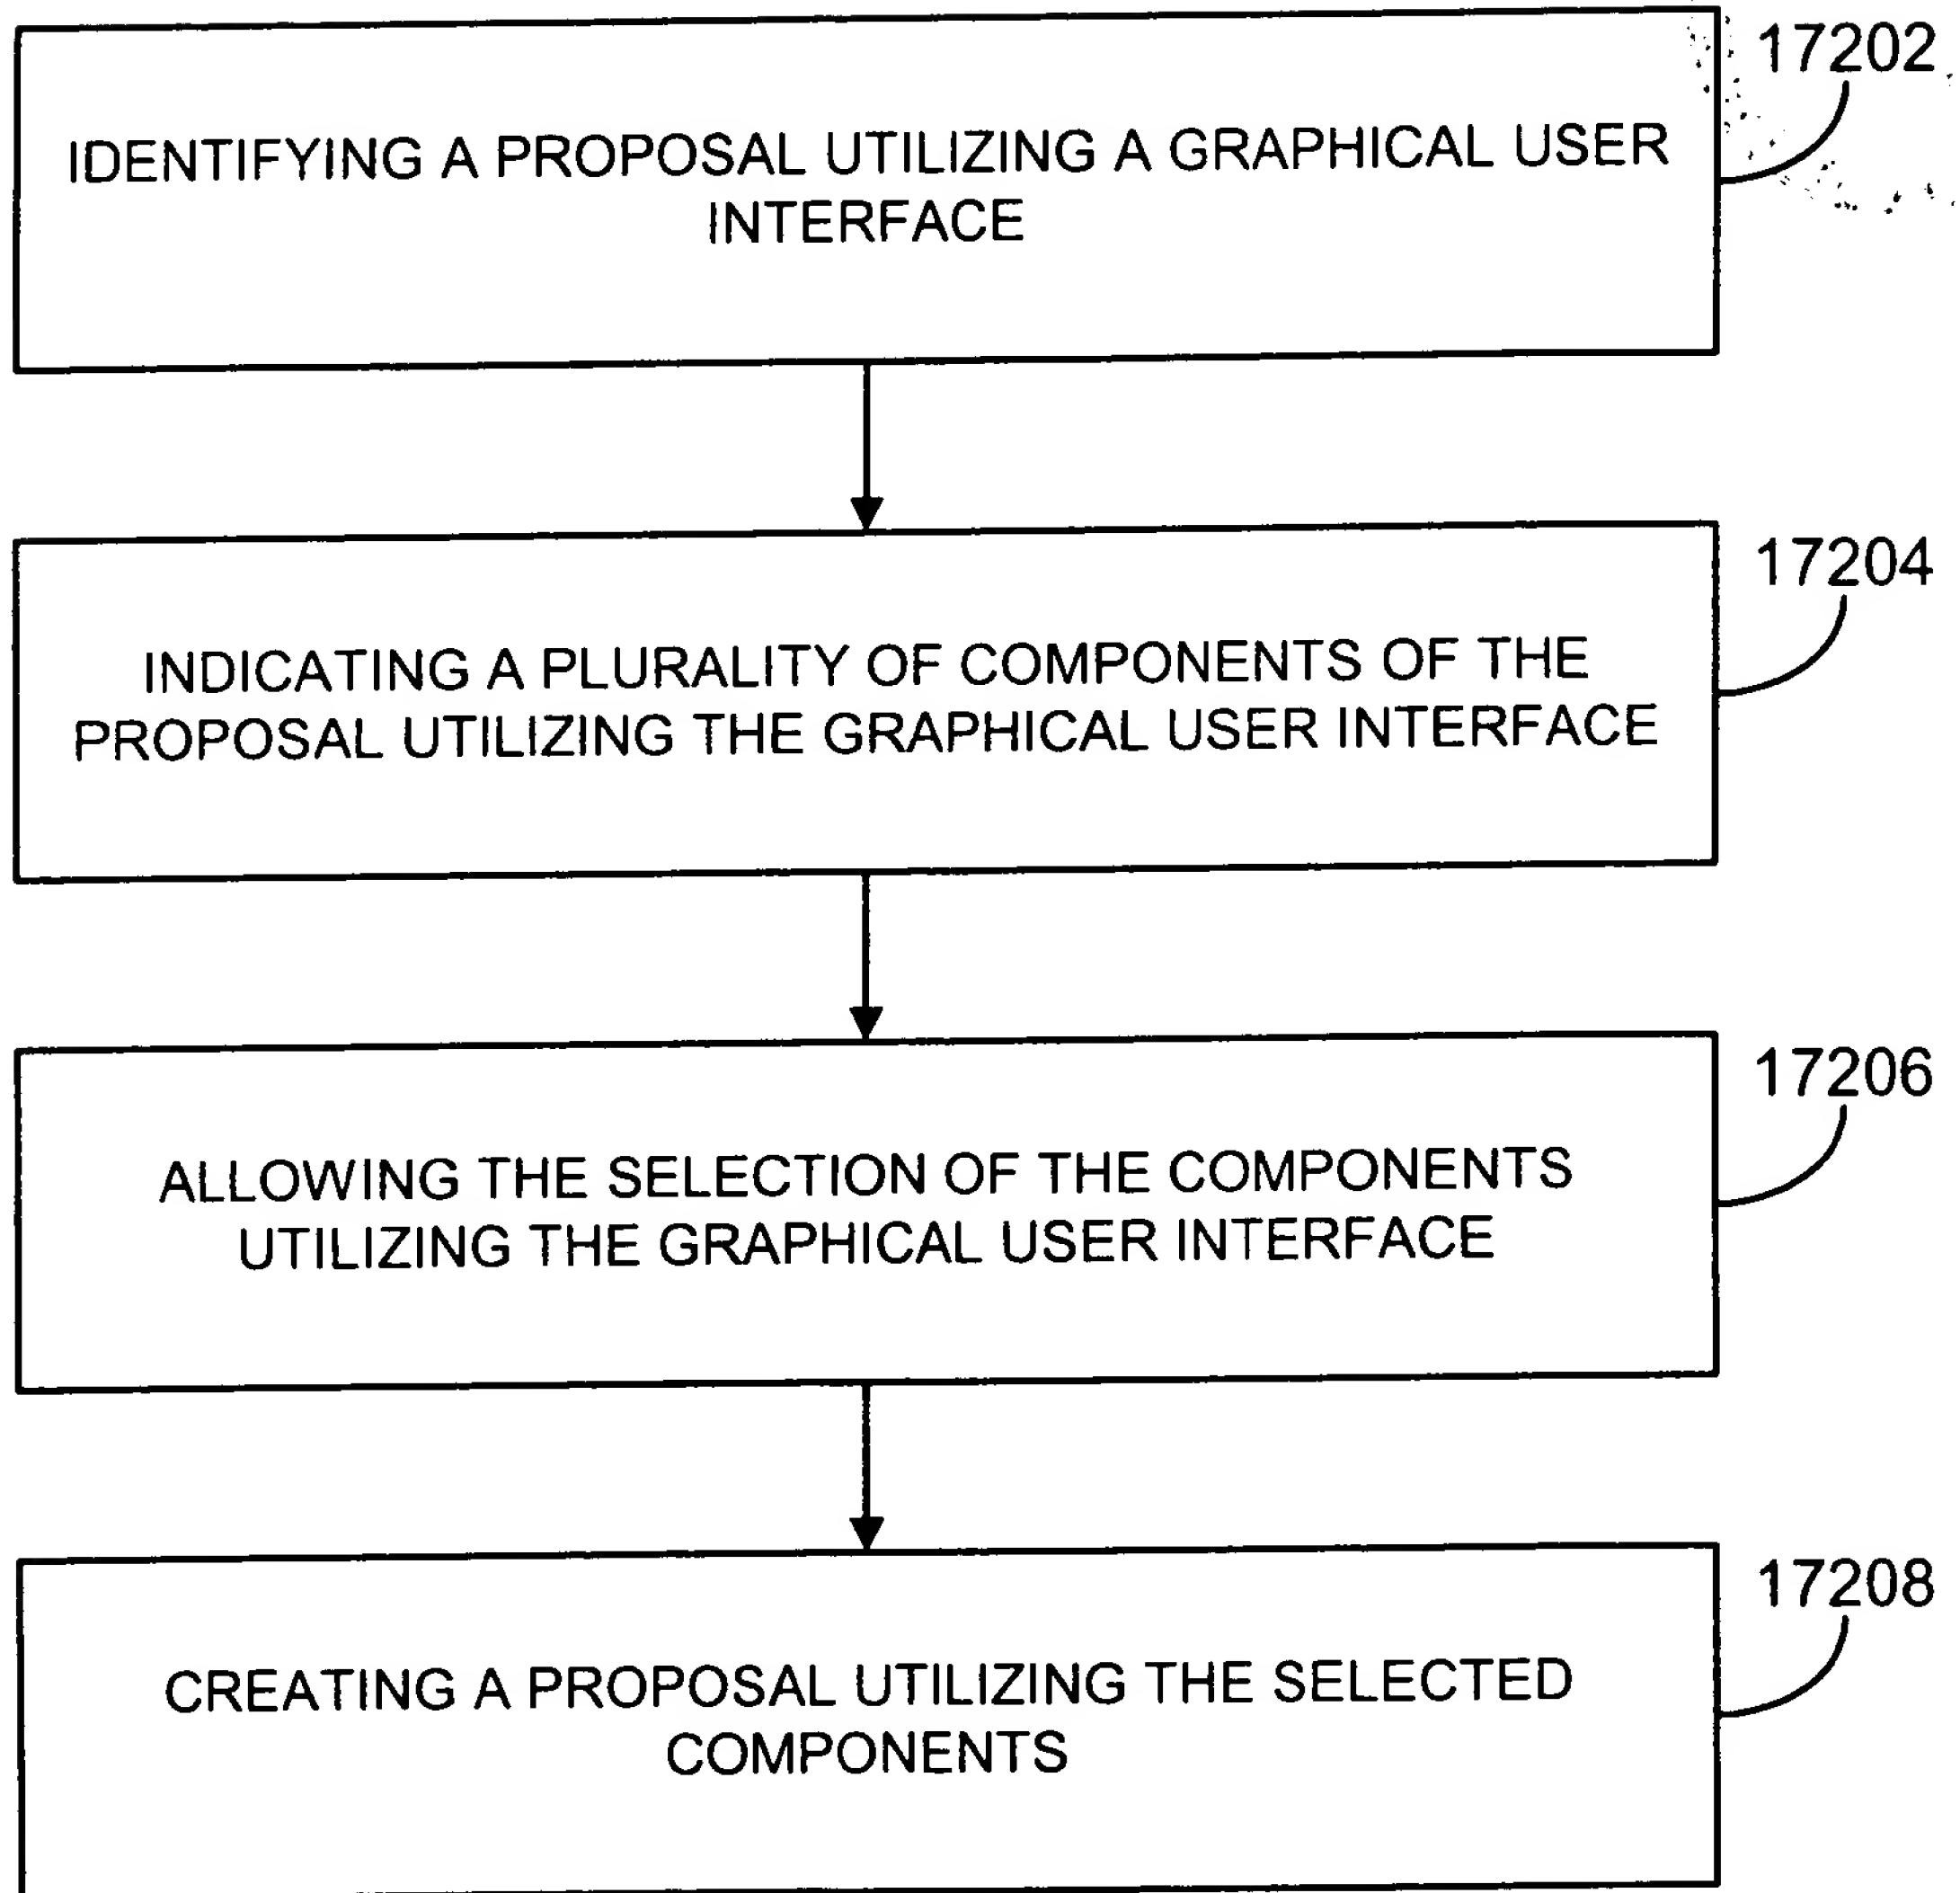 17202
IDENTIFYING A PROPOSAL UTILIZING A GRAPHICAL USER
INTERFACE
17204
INDICATING A PLURALITY OF COMPONENTS OF THE
PROPOSAL UTILIZING THE GRAPHICAL USER INTERFACE
17206
ALLOWING THE SELECTION OF THE COMPONENTS
UTILIZING THE GRAPHICAL USER INTERFACE
17208
CREATING A PROPOSAL UTILIZING THE SELECTED
COMPONENTS